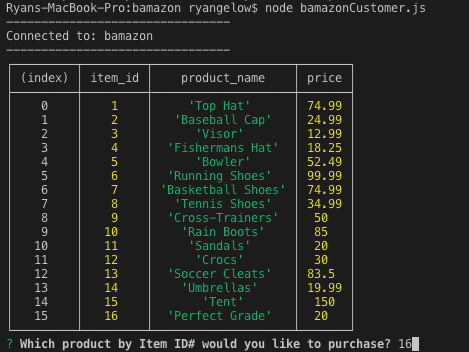 Ryans-MacBook-Pro:bamazon ryangelow$ node bamazonCustomer.js
--------------------------------
Connected to: bamazon
--------------------------------
(index) item_id product_name price
0 1 'Top Hat' 74.99
1 2 'Baseball Cap' 24.99
2 3 'Visor' 12.99
3 4 'Fishermans Hat' 18.25
4 5 'Bowler' 52.49
5 6 'Running Shoes' 99.99
6 7 'Basketball Shoes' 74.99
7 8 'Tennis Shoes' 34.99
8 9 'Cross-Trainers' 50
9 10 'Rain Boots' 85
10 11 'Sandals' 20
11 12 'Crocs' 30
12 13 'Soccer Cleats' 83.5
13 14 'Umbrellas' 19.99
14 15 'Tent' 150
15 16 'Perfect Grade' 20
? Which product by Item ID# would you like to purchase? 16